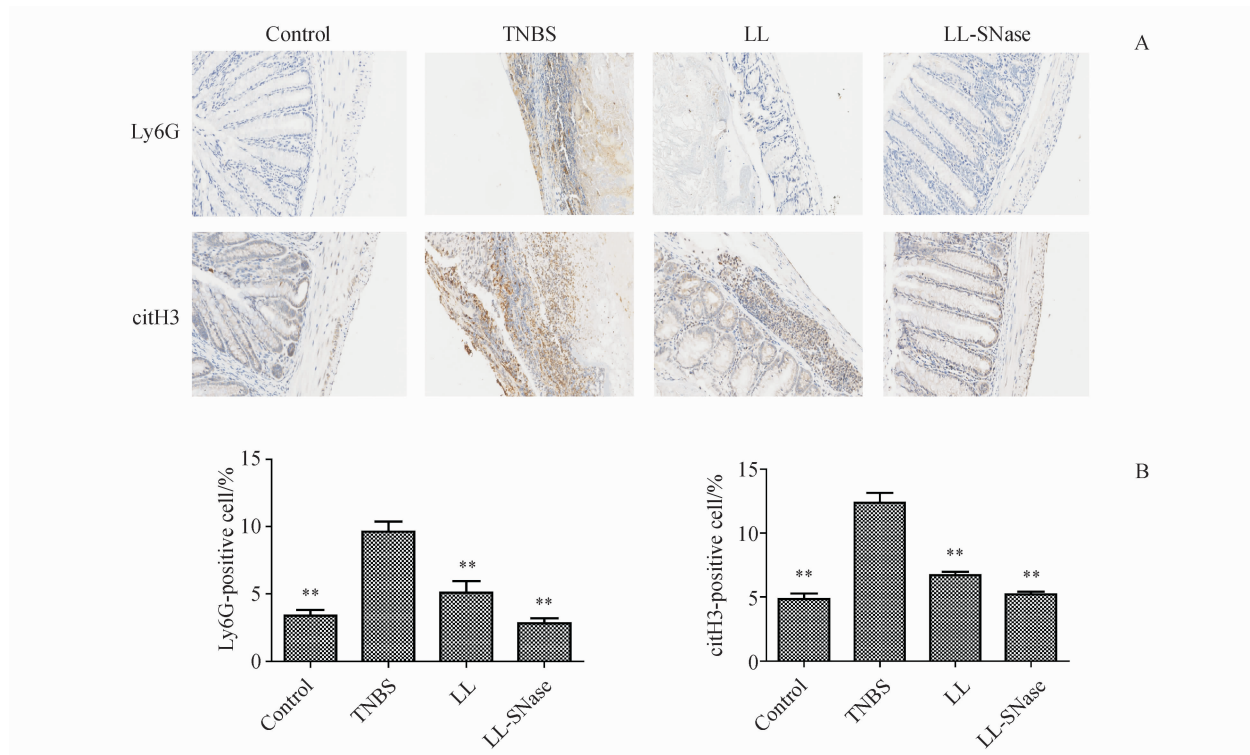 Control TNBS LL LL-SNase A
Ly6G
citH3
B
Ly6G-positive cell/%
15
10
5
0
**
**
**
Control TNBS LL LL-SNase
citH3-positive cell/%
15
10
5
0
**
**
**
Control TNBS LL LL-SNase